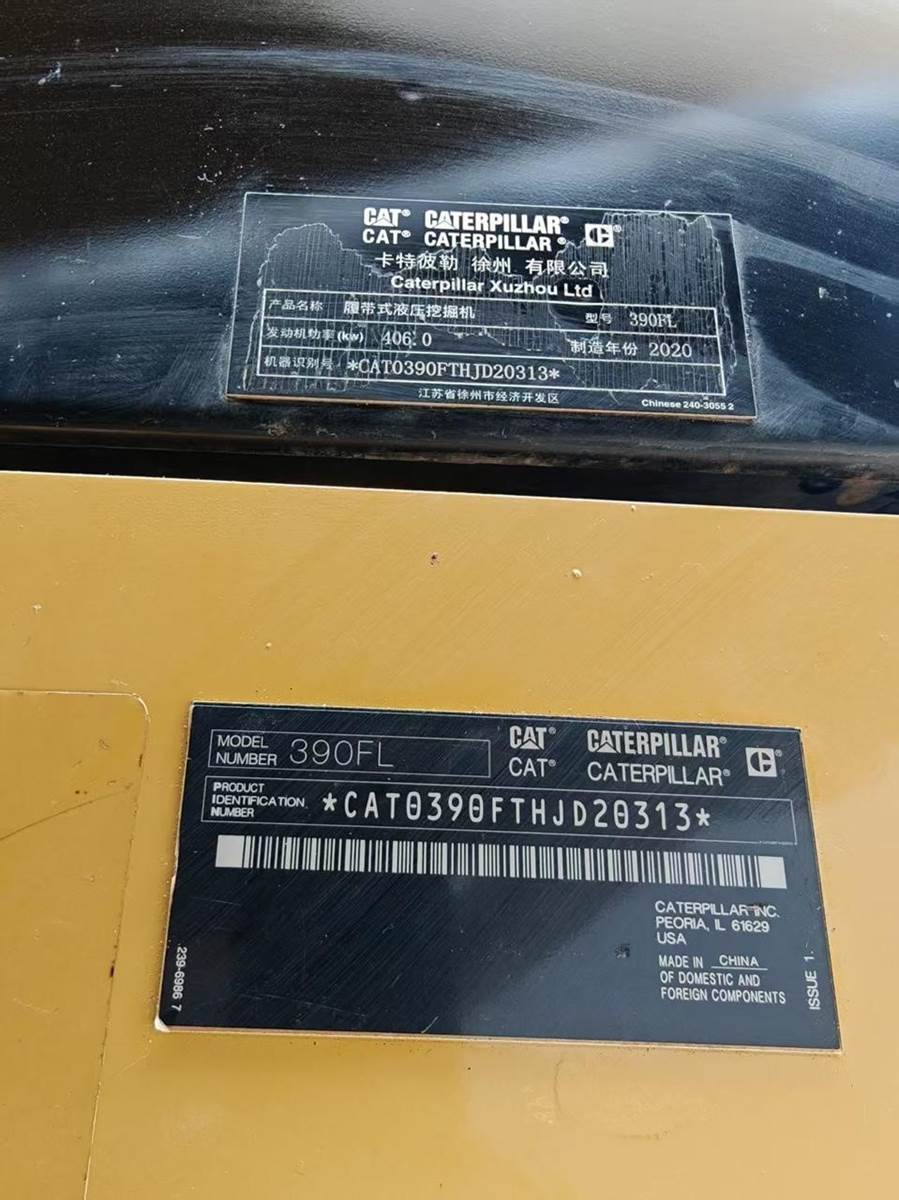 CAT® CATERPILLAR®
CAT® CATERPILLAR® C
卡特彼勒 徐州 有限公司
Caterpillar Xuzhou Ltd
产品名称 履带式液压挖掘机 型号 390FL
发动机功率(kw) 406.0 制造年份 2020
机器识别号 *CAT0390FTHJD20313*
江苏省徐州市经济开发区 Chinese 240-3055 2
MODEL NUMBER 390FL
CAT® CATERPILLAR®
CAT® CATERPILLAR® C
PRODUCT
IDENTIFICATION
NUMBER
*CAT0390FTHJD20313*
CATERPILLAR INC.
PEORIA, IL 61629
USA
MADE IN CHINA
OF DOMESTIC AND
FOREIGN COMPONENTS
239-6986 7
ISSUE 1.